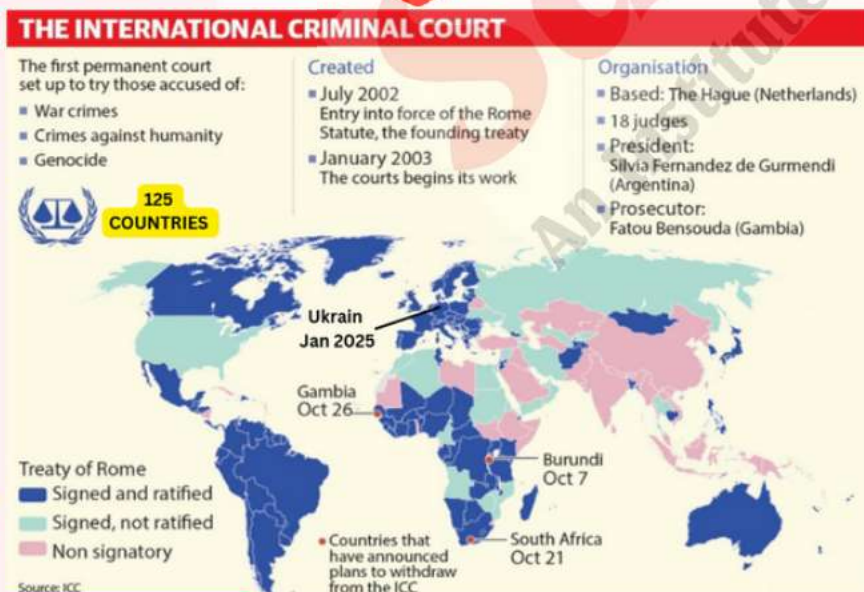 THE INTERNATIONAL CRIMINAL COURT
The first permanent court
set up to try those accused of:
War crimes
Crimes against humanity
Genocide
125
COUNTRIES
Created
July 2002
Entry into force of the Rome
Statute, the founding treaty
January 2003
The courts begins its work
Organisation
Based: The Hague (Netherlands)
18 judges
President:
Silvia Fernandez de Gurmendi
(Argentina)
Prosecutor:
Fatou Bensouda (Gambia)
Ukrain
Jan 2025
Gambia
Oct 26
Burundi
Oct 7
South Africa
Oct 21
Treaty of Rome
Signed and ratified
Signed, not ratified
Non signatory
Countries that
have announced
plans to withdraw
from the ICC
Source: ICC
An institute